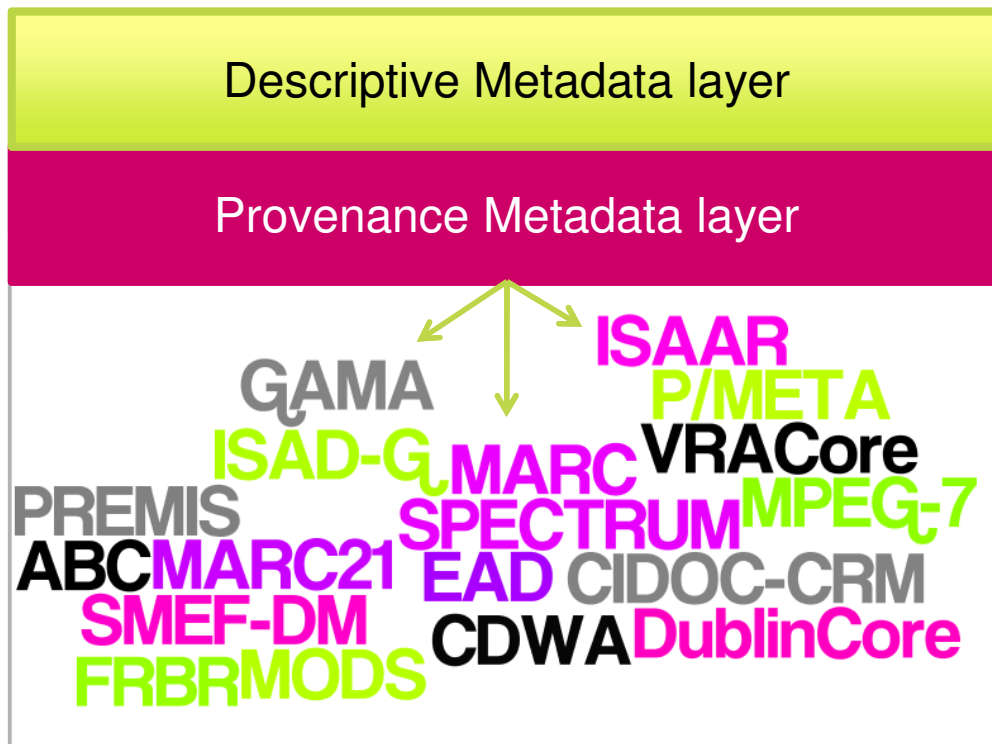 Descriptive Metadata layer
Provenance Metadata layer
ISAAR
GAMA
P/META
ISAD-G
MARC
VRACore
PREMIS
SPECTRUM
MPEG-7
ABC
MARC21
EAD
CIDOC-CRM
SMEF-DM
CDWA
DublinCore
FRBR
MODS